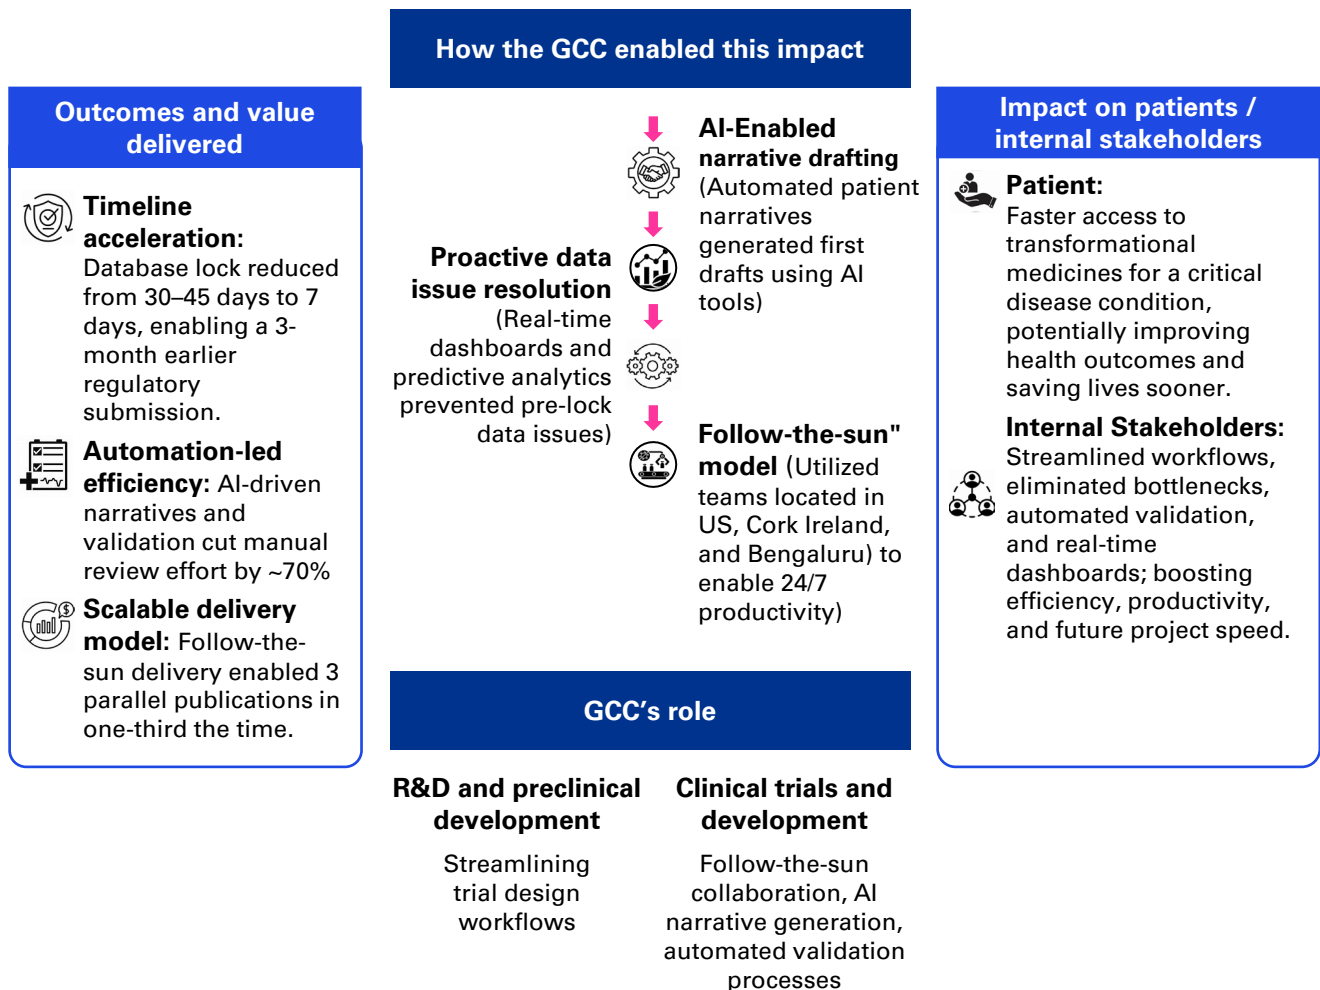 How the GCC enabled this impact
Outcomes and value
delivered
Timeline
acceleration:
Database lock reduced
from 30–45 days to 7
days, enabling a 3-
month earlier
regulatory
submission.
Automation-led
efficiency: AI-driven
narratives and
validation cut manual
review effort by ~70%
Scalable delivery
model: Follow-the-
sun delivery enabled 3
parallel publications in
one-third the time.
AI-Enabled
narrative drafting
(Automated patient
narratives
generated first
drafts using AI
tools)
Proactive data
issue resolution
(Real-time
dashboards and
predictive analytics
prevented pre-lock
data issues)
Follow-the-sun"
model (Utilized
teams located in
US, Cork Ireland,
and Bengaluru) to
enable 24/7
productivity)
GCC’s role
R&D and preclinical
development
Streamlining
trial design
workflows
Clinical trials and
development
Follow-the-sun
collaboration, AI
narrative generation,
automated validation
processes
Impact on patients /
internal stakeholders
Patient:
Faster access to
transformational
medicines for a critical
disease condition,
potentially improving
health outcomes and
saving lives sooner.
Internal Stakeholders:
Streamlined workflows,
eliminated bottlenecks,
automated validation,
and real-time
dashboards; boosting
efficiency, productivity,
and future project speed.